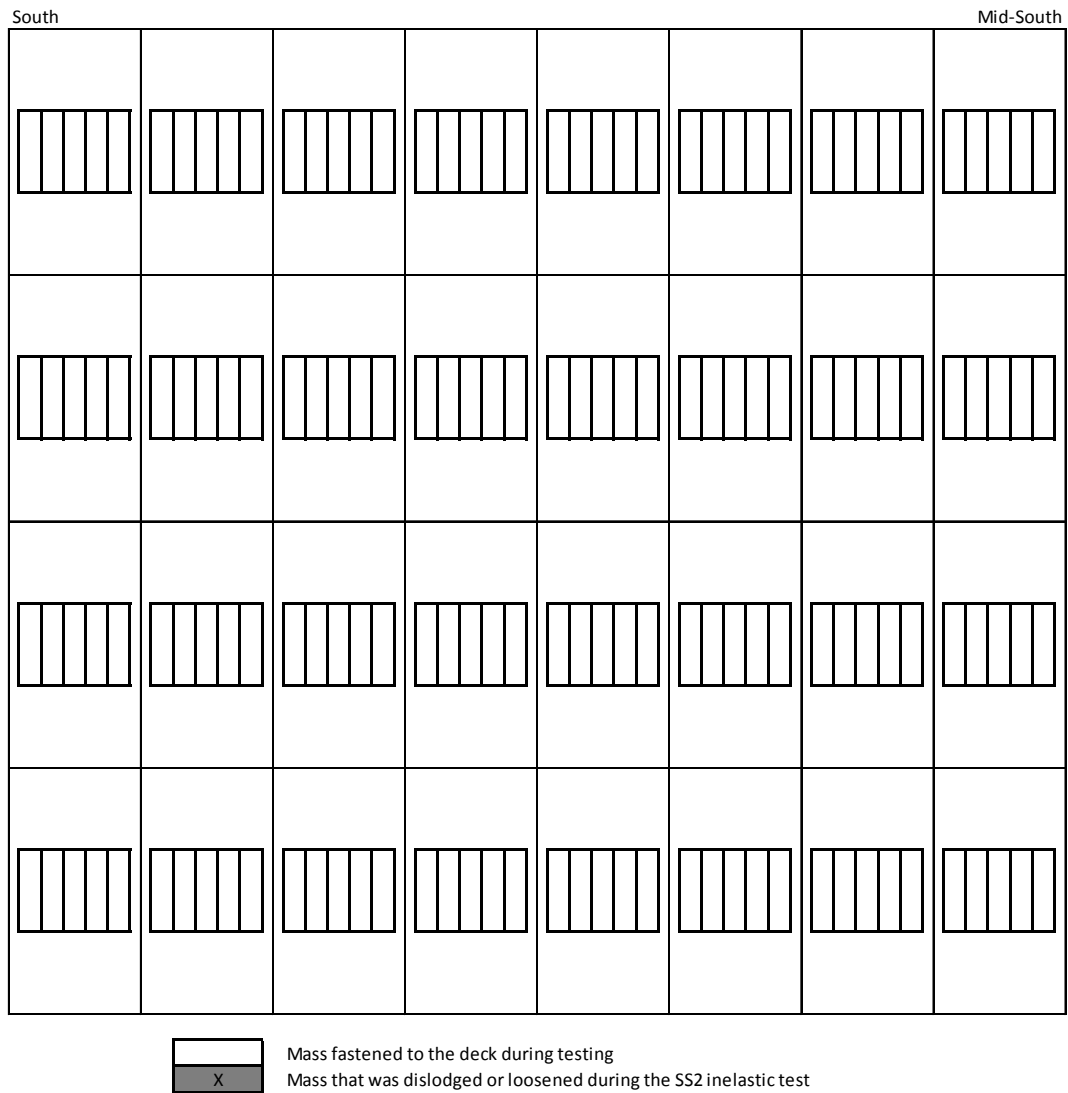 South Mid-South
Mass fastened to the deck during testing
X Mass that was dislodged or loosened during the SS2 inelastic test